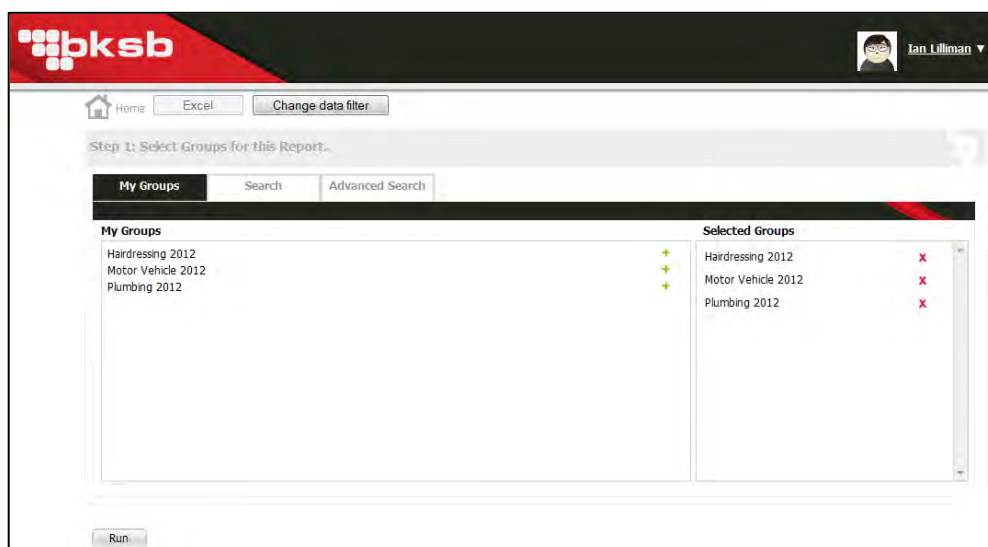 bksb
Ian Lilliman ▼
Home Excel Change data filter
Step 1: Select Groups for this Report.
My Groups Search Advanced Search
My Groups
Hairdressing 2012 +
Motor Vehicle 2012 +
Plumbing 2012 +
Selected Groups
Hairdressing 2012 x
Motor Vehicle 2012 x
Plumbing 2012 x
Run